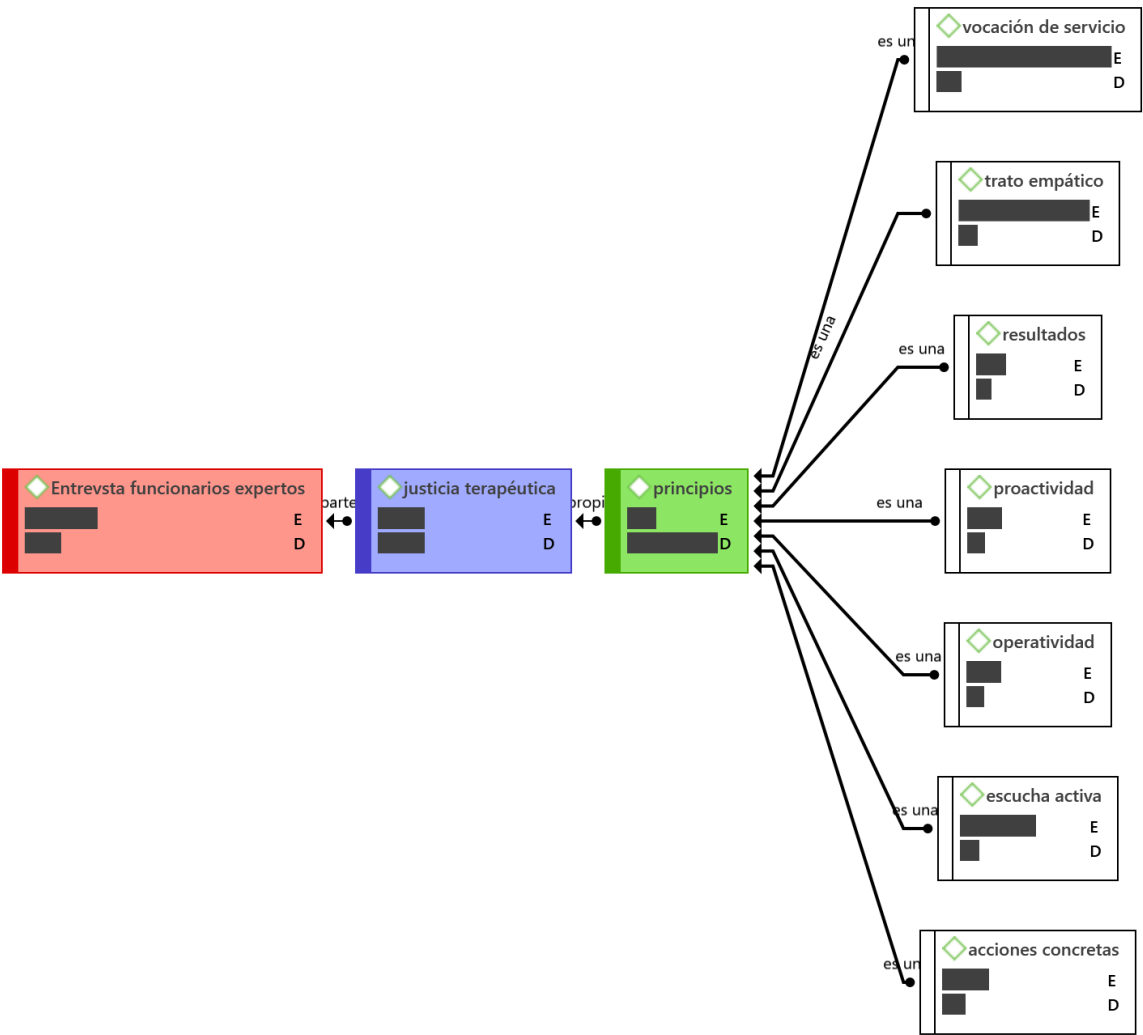 vocación de servicio
es un
E
D
trato empático
E
D
es una
resultados
es una
E
D
Entrevsta funcionarios expertos
E
D
parte
justicia terapéutica
E
D
propi
principios
E
D
proactividad
es una
E
D
operatividad
es una
E
D
escucha activa
es una
E
D
acciones concretas
es un
E
D